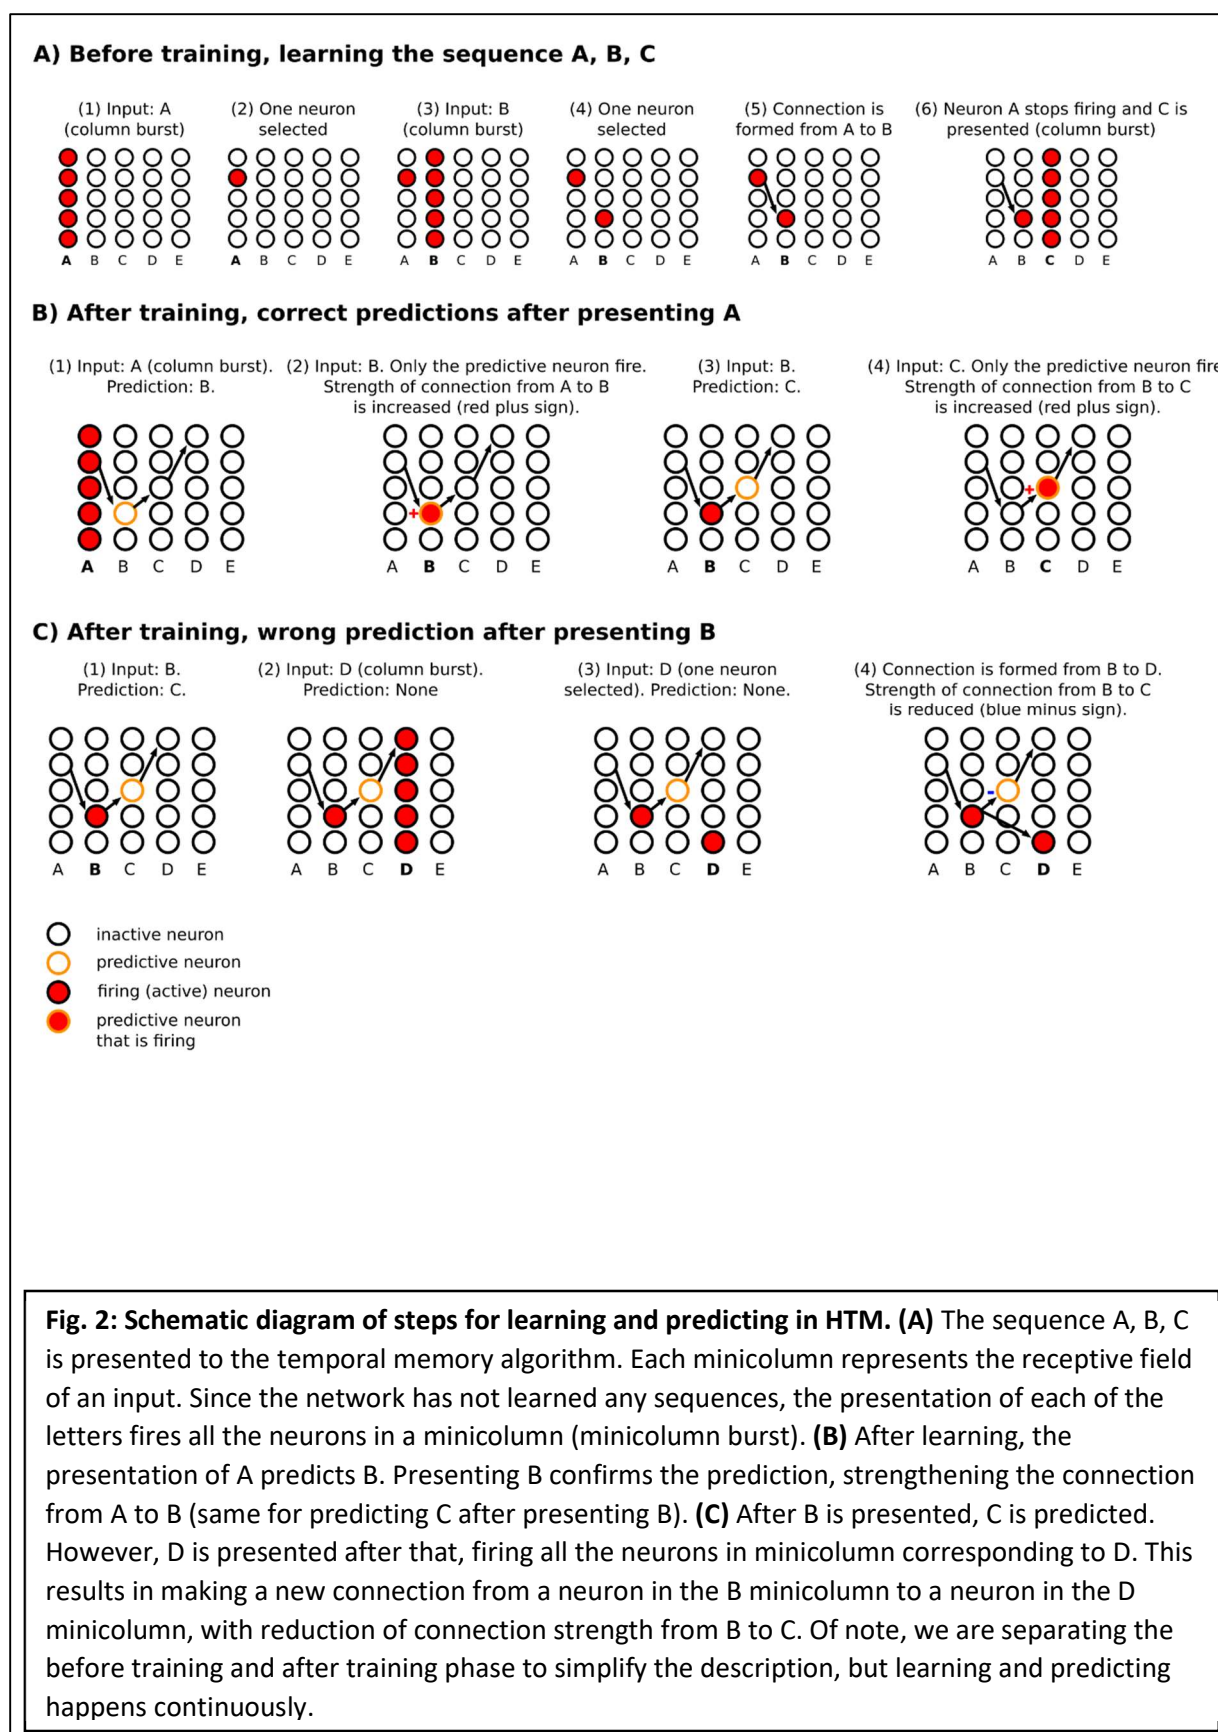 A) Before training, learning the sequence A, B, C
(1) Input: A
(column burst)
(2) One neuron
selected
(3) Input: B
(column burst)
(4) One neuron
selected
(5) Connection is
formed from A to B
(6) Neuron A stops firing and C is
presented (column burst)
A B C D E
A B C D E
A B C D E
A B C D E
A B C D E
A B C D E
B) After training, correct predictions after presenting A
(1) Input: A (column burst).
Prediction: B.
(2) Input: B. Only the predictive neuron fire.
Strength of connection from A to B
is increased (red plus sign).
(3) Input: B.
Prediction: C.
(4) Input: C. Only the predictive neuron fire
Strength of connection from B to C
is increased (red plus sign).
+
+
A B C D E
A B C D E
A B C D E
A B C D E
C) After training, wrong prediction after presenting B
(1) Input: B.
Prediction: C.
(2) Input: D (column burst).
Prediction: None
(3) Input: D (one neuron
selected). Prediction: None.
(4) Connection is formed from B to D.
Strength of connection from B to C
is reduced (blue minus sign).
-
A B C D E
A B C D E
A B C D E
A B C D E
inactive neuron
predictive neuron
firing (active) neuron
predictive neuron
that is firing
Fig. 2: Schematic diagram of steps for learning and predicting in HTM. (A) The sequence A, B, C
is presented to the temporal memory algorithm. Each minicolumn represents the receptive field
of an input. Since the network has not learned any sequences, the presentation of each of the
letters fires all the neurons in a minicolumn (minicolumn burst). (B) After learning, the
presentation of A predicts B. Presenting B confirms the prediction, strengthening the connection
from A to B (same for predicting C after presenting B). (C) After B is presented, C is predicted.
However, D is presented after that, firing all the neurons in minicolumn corresponding to D. This
results in making a new connection from a neuron in the B minicolumn to a neuron in the D
minicolumn, with reduction of connection strength from B to C. Of note, we are separating the
before training and after training phase to simplify the description, but learning and predicting
happens continuously.